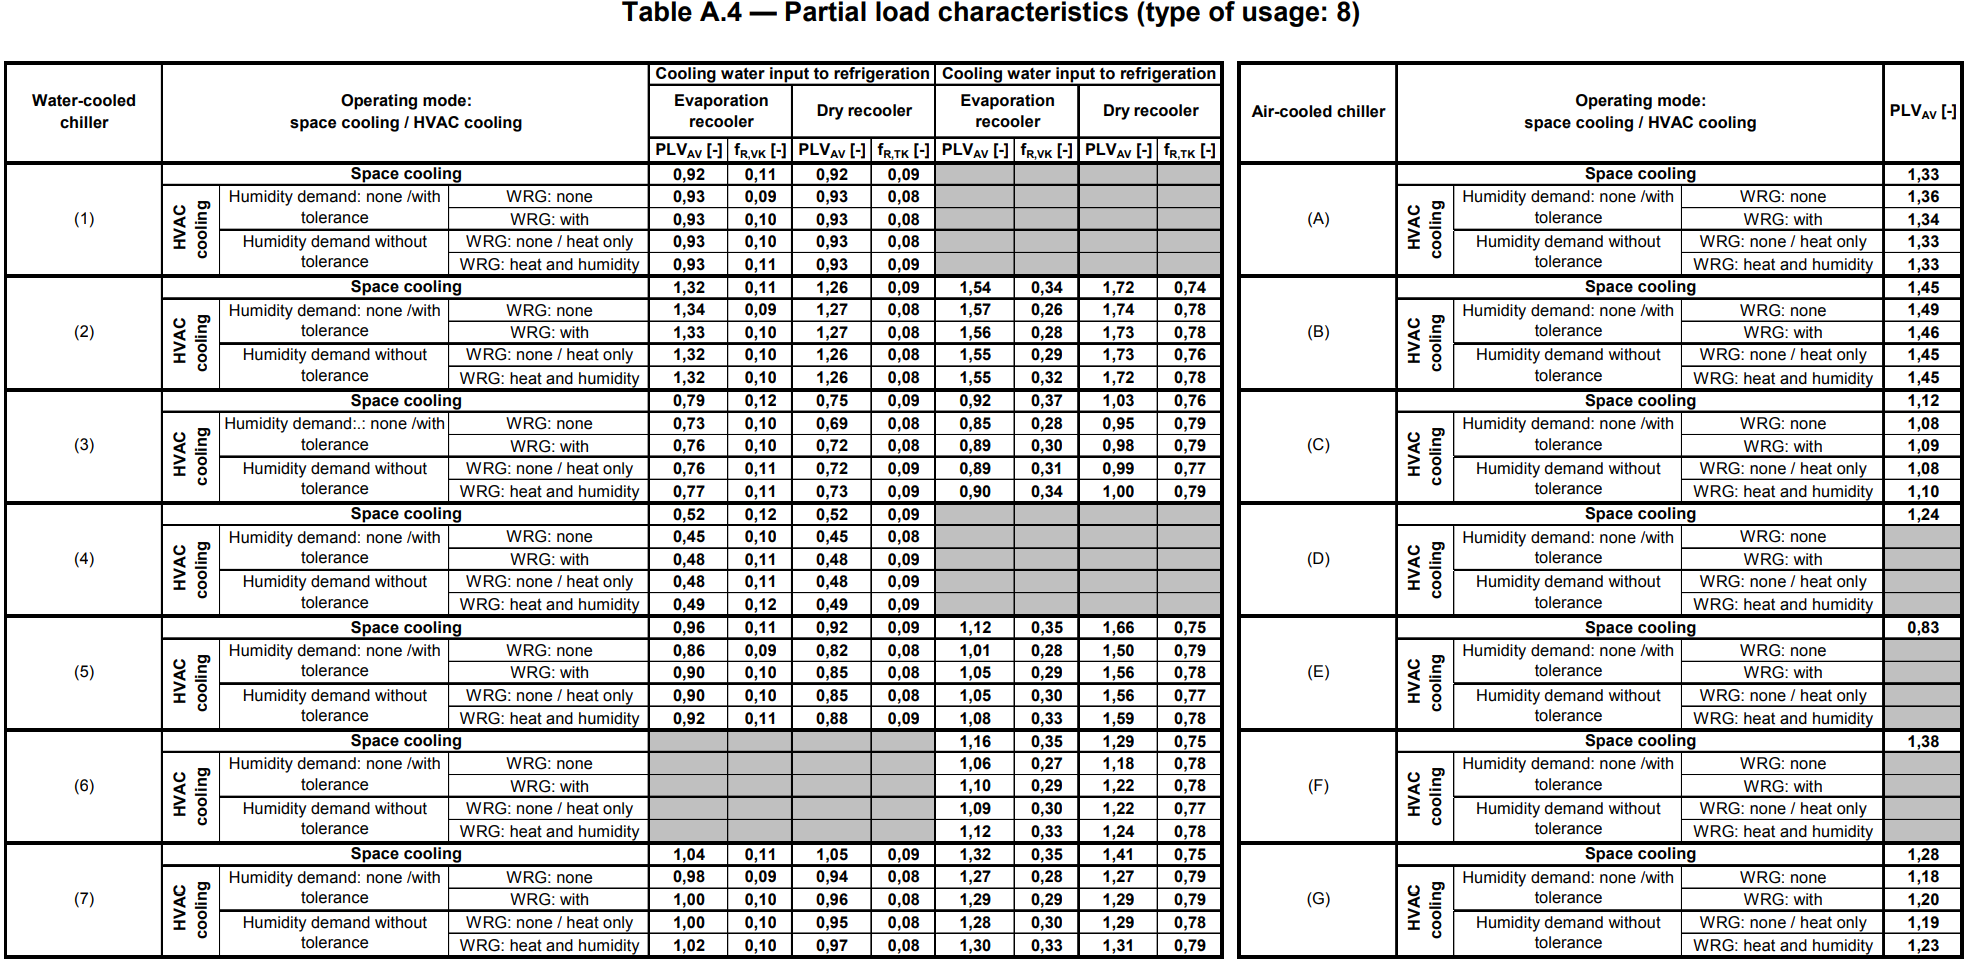 Table A.4 — Partial load characteristics (type of usage: 8)
Water-cooled chiller | Operating mode: space cooling / HVAC cooling | Cooling water input to refrigeration | Cooling water input to refrigeration
Evaporation recooler | Dry recooler | Evaporation recooler | Dry recooler
PLVAV [-] | fR,VK [-] | PLVAV [-] | fR,TK [-] | PLVAV [-] | fR,VK [-] | PLVAV [-] | fR,TK [-]
(1)
Space cooling 0,92 0,11 0,92 0,09
HVAC cooling
Humidity demand: none /with tolerance
WRG: none 0,93 0,09 0,93 0,08
WRG: with 0,93 0,10 0,93 0,08
Humidity demand without tolerance
WRG: none / heat only 0,93 0,10 0,93 0,08
WRG: heat and humidity 0,93 0,11 0,93 0,09
(2)
Space cooling 1,32 0,11 1,26 0,09 1,54 0,34 1,72 0,74
HVAC cooling
Humidity demand: none /with tolerance
WRG: none 1,34 0,09 1,27 0,08 1,57 0,26 1,74 0,78
WRG: with 1,33 0,10 1,27 0,08 1,56 0,28 1,73 0,78
Humidity demand without tolerance
WRG: none / heat only 1,32 0,10 1,26 0,08 1,55 0,29 1,73 0,76
WRG: heat and humidity 1,32 0,10 1,26 0,08 1,55 0,32 1,72 0,78
(3)
Space cooling 0,79 0,12 0,75 0,09 0,92 0,37 1,03 0,76
HVAC cooling
Humidity demand:.: none /with tolerance
WRG: none 0,73 0,10 0,69 0,08 0,85 0,28 0,95 0,79
WRG: with 0,76 0,10 0,72 0,08 0,89 0,30 0,98 0,79
Humidity demand without tolerance
WRG: none / heat only 0,76 0,11 0,72 0,09 0,89 0,31 0,99 0,77
WRG: heat and humidity 0,77 0,11 0,73 0,09 0,90 0,34 1,00 0,79
(4)
Space cooling 0,52 0,12 0,52 0,09
HVAC cooling
Humidity demand: none /with tolerance
WRG: none 0,45 0,10 0,45 0,08
WRG: with 0,48 0,11 0,48 0,09
Humidity demand without tolerance
WRG: none / heat only 0,48 0,11 0,48 0,09
WRG: heat and humidity 0,49 0,12 0,49 0,09
(5)
Space cooling 0,96 0,11 0,92 0,09 1,12 0,35 1,66 0,75
HVAC cooling
Humidity demand: none /with tolerance
WRG: none 0,86 0,09 0,82 0,08 1,01 0,28 1,50 0,79
WRG: with 0,90 0,10 0,85 0,08 1,05 0,29 1,56 0,78
Humidity demand without tolerance
WRG: none / heat only 0,90 0,10 0,85 0,08 1,05 0,30 1,56 0,77
WRG: heat and humidity 0,92 0,11 0,88 0,09 1,08 0,33 1,59 0,78
(6)
Space cooling 1,16 0,35 1,29 0,75
HVAC cooling
Humidity demand: none /with tolerance
WRG: none 1,06 0,27 1,18 0,78
WRG: with 1,10 0,29 1,22 0,78
Humidity demand without tolerance
WRG: none / heat only 1,09 0,30 1,22 0,77
WRG: heat and humidity 1,12 0,33 1,24 0,78
(7)
Space cooling 1,04 0,11 1,05 0,09 1,32 0,35 1,41 0,75
HVAC cooling
Humidity demand: none /with tolerance
WRG: none 0,98 0,09 0,94 0,08 1,27 0,28 1,27 0,79
WRG: with 1,00 0,10 0,96 0,08 1,29 0,29 1,29 0,79
Humidity demand without tolerance
WRG: none / heat only 1,00 0,10 0,95 0,08 1,28 0,30 1,29 0,78
WRG: heat and humidity 1,02 0,10 0,97 0,08 1,30 0,33 1,31 0,79
Air-cooled chiller | Operating mode: space cooling / HVAC cooling | PLVAV [-]
(A)
Space cooling 1,33
HVAC cooling
Humidity demand: none /with tolerance
WRG: none 1,36
WRG: with 1,34
Humidity demand without tolerance
WRG: none / heat only 1,33
WRG: heat and humidity 1,33
(B)
Space cooling 1,45
HVAC cooling
Humidity demand: none /with tolerance
WRG: none 1,49
WRG: with 1,46
Humidity demand without tolerance
WRG: none / heat only 1,45
WRG: heat and humidity 1,45
(C)
Space cooling 1,12
HVAC cooling
Humidity demand: none /with tolerance
WRG: none 1,08
WRG: with 1,09
Humidity demand without tolerance
WRG: none / heat only 1,08
WRG: heat and humidity 1,10
(D)
Space cooling 1,24
HVAC cooling
Humidity demand: none /with tolerance
WRG: none
WRG: with
Humidity demand without tolerance
WRG: none / heat only
WRG: heat and humidity
(E)
Space cooling 0,83
HVAC cooling
Humidity demand: none /with tolerance
WRG: none
WRG: with
Humidity demand without tolerance
WRG: none / heat only
WRG: heat and humidity
(F)
Space cooling 1,38
HVAC cooling
Humidity demand: none /with tolerance
WRG: none
WRG: with
Humidity demand without tolerance
WRG: none / heat only
WRG: heat and humidity
(G)
Space cooling 1,28
HVAC cooling
Humidity demand: none /with tolerance
WRG: none 1,18
WRG: with 1,20
Humidity demand without tolerance
WRG: none / heat only 1,19
WRG: heat and humidity 1,23